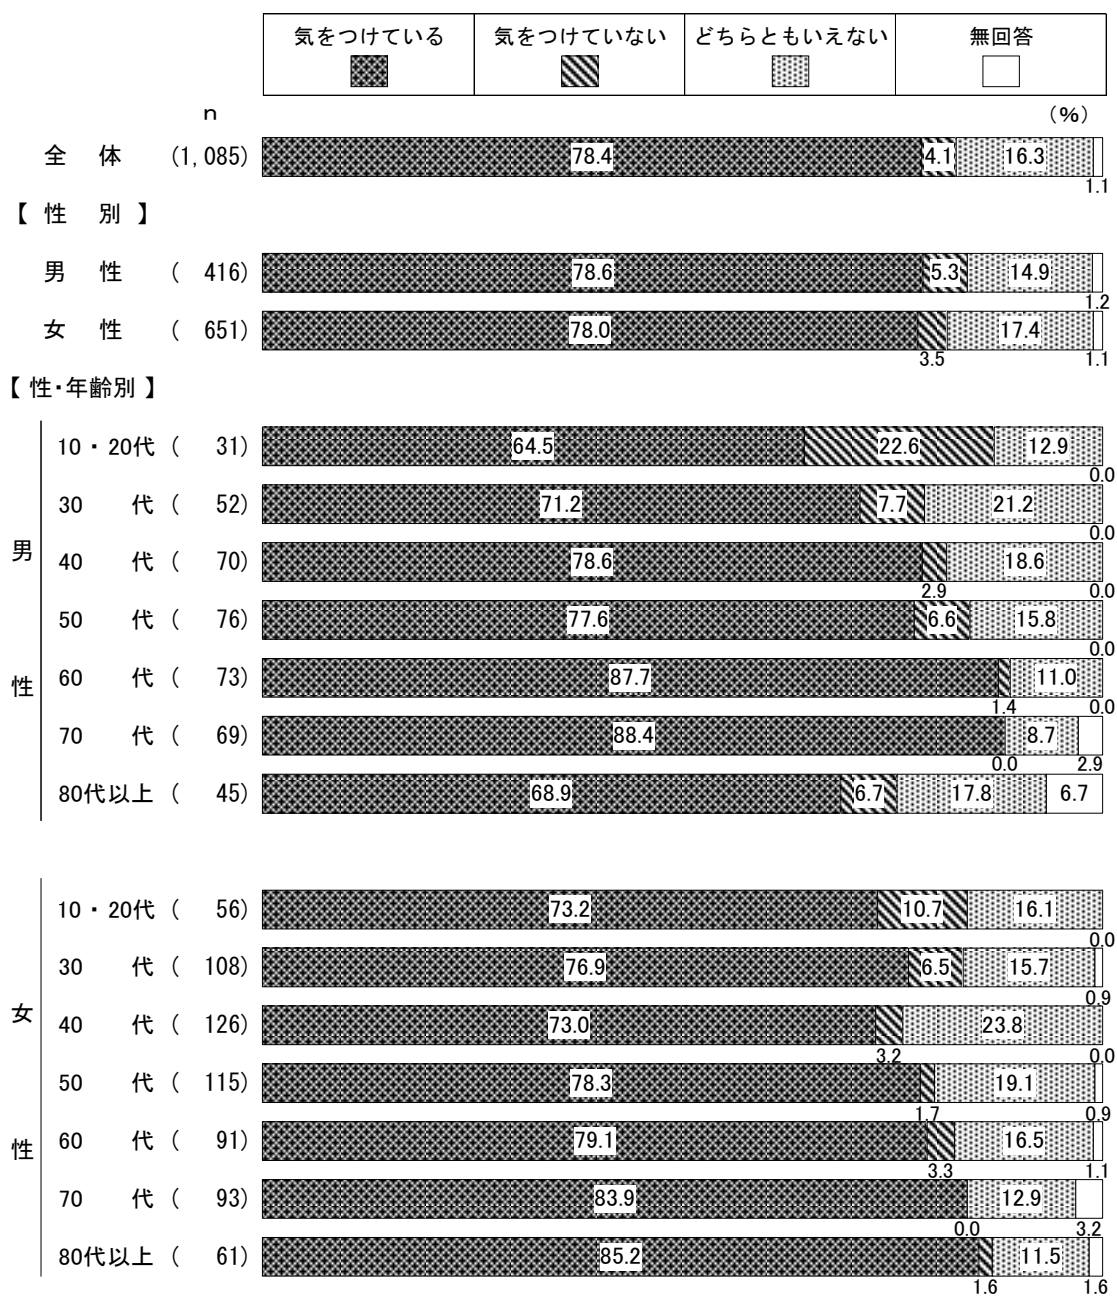 気をつけている 気をつけていない どちらともいえない 無回答
n (%)
全 体 (1,085) 78.4 4.1 16.3 1.1
【 性 別 】
男 性 ( 416) 78.6 5.3 14.9 1.2
女 性 ( 651) 78.0 3.5 17.4 1.1
【 性・年齢別 】
男 性
10・20代 ( 31) 64.5 22.6 12.9 0.0
30 代 ( 52) 71.2 7.7 21.2 0.0
40 代 ( 70) 78.6 2.9 18.6 0.0
50 代 ( 76) 77.6 6.6 15.8 0.0
60 代 ( 73) 87.7 1.4 11.0 0.0
70 代 ( 69) 88.4 0.0 8.7 2.9
80代以上 ( 45) 68.9 6.7 17.8 6.7
女 性
10・20代 ( 56) 73.2 10.7 16.1 0.0
30 代 ( 108) 76.9 6.5 15.7 0.9
40 代 ( 126) 73.0 3.2 23.8 0.0
50 代 ( 115) 78.3 1.7 19.1 0.9
60 代 ( 91) 79.1 3.3 16.5 1.1
70 代 ( 93) 83.9 0.0 12.9 3.2
80代以上 ( 61) 85.2 1.6 11.5 1.6